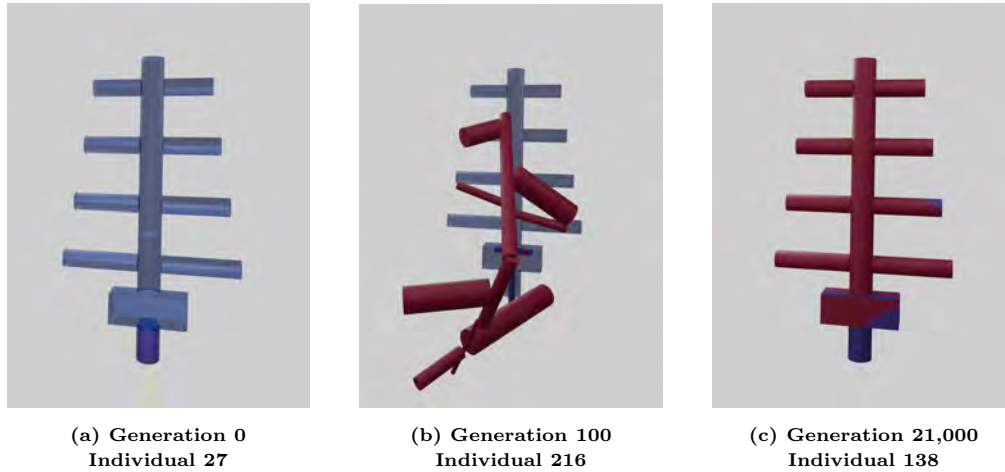 (a) Generation 0
Individual 27
(b) Generation 100
Individual 216
(c) Generation 21,000
Individual 138